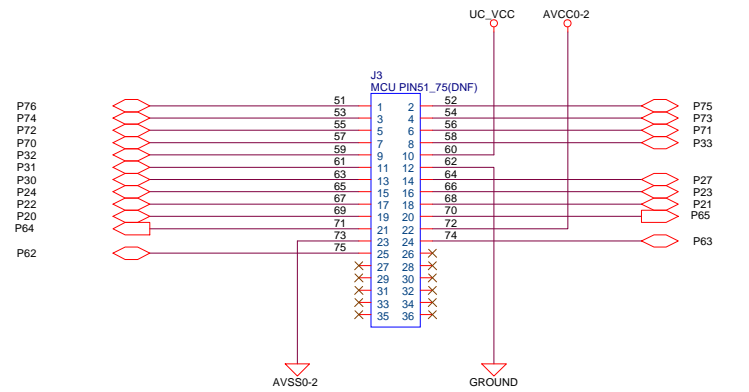 UC_VCC AVCC0-2
J3
MCU PIN51_75(DNF)
P76 51 1 2 52 P75
P74 53 3 4 54 P73
P72 55 5 6 56 P71
P70 57 7 8 58 P33
P32 59 9 10 60
P31 61 11 12 62
P30 63 13 14 64 P27
P24 65 15 16 66 P23
P22 67 17 18 68 P21
P20 69 19 20 70 P65
P64 71 21 22 72
73 23 24 74 P63
P62 75 25 26
27 28
29 30
31 32
33 34
35 36
AVSS0-2 GROUND